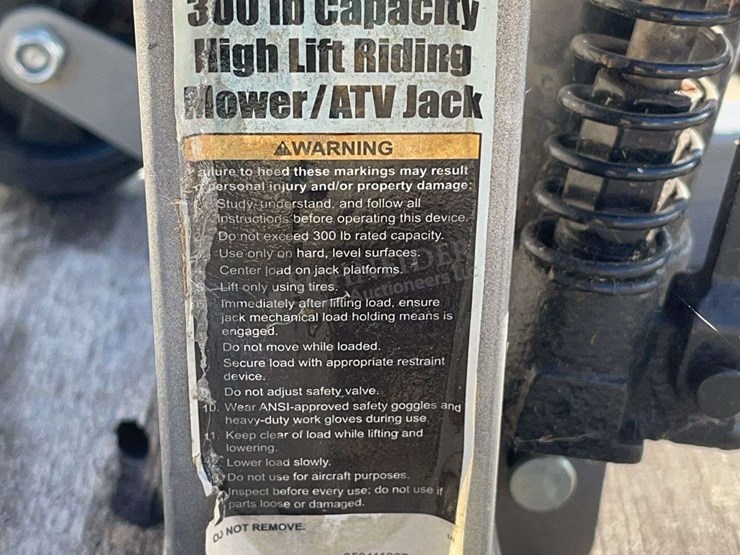 300 lb Capacity
High Lift Riding
Mower/ATV Jack
WARNING
Failure to heed these markings may result
personal injury and/or property damage:
Study, understand, and follow all
instructions before operating this device.
Do not exceed 300 lb rated capacity.
Use only on hard, level surfaces.
Center load on jack platforms.
Lift only using tires.
Immediately after lifting load, ensure
jack mechanical load holding means is
engaged.
Do not move while loaded.
Secure load with appropriate restraint
device.
Do not adjust safety valve.
10. Wear ANSI-approved safety goggles and
heavy-duty work gloves during use.
11. Keep clear of load while lifting and
lowering.
Lower load slowly.
Do not use for aircraft purposes.
Inspect before every use; do not use if
parts loose or damaged.
DO NOT REMOVE.
Auctioneers